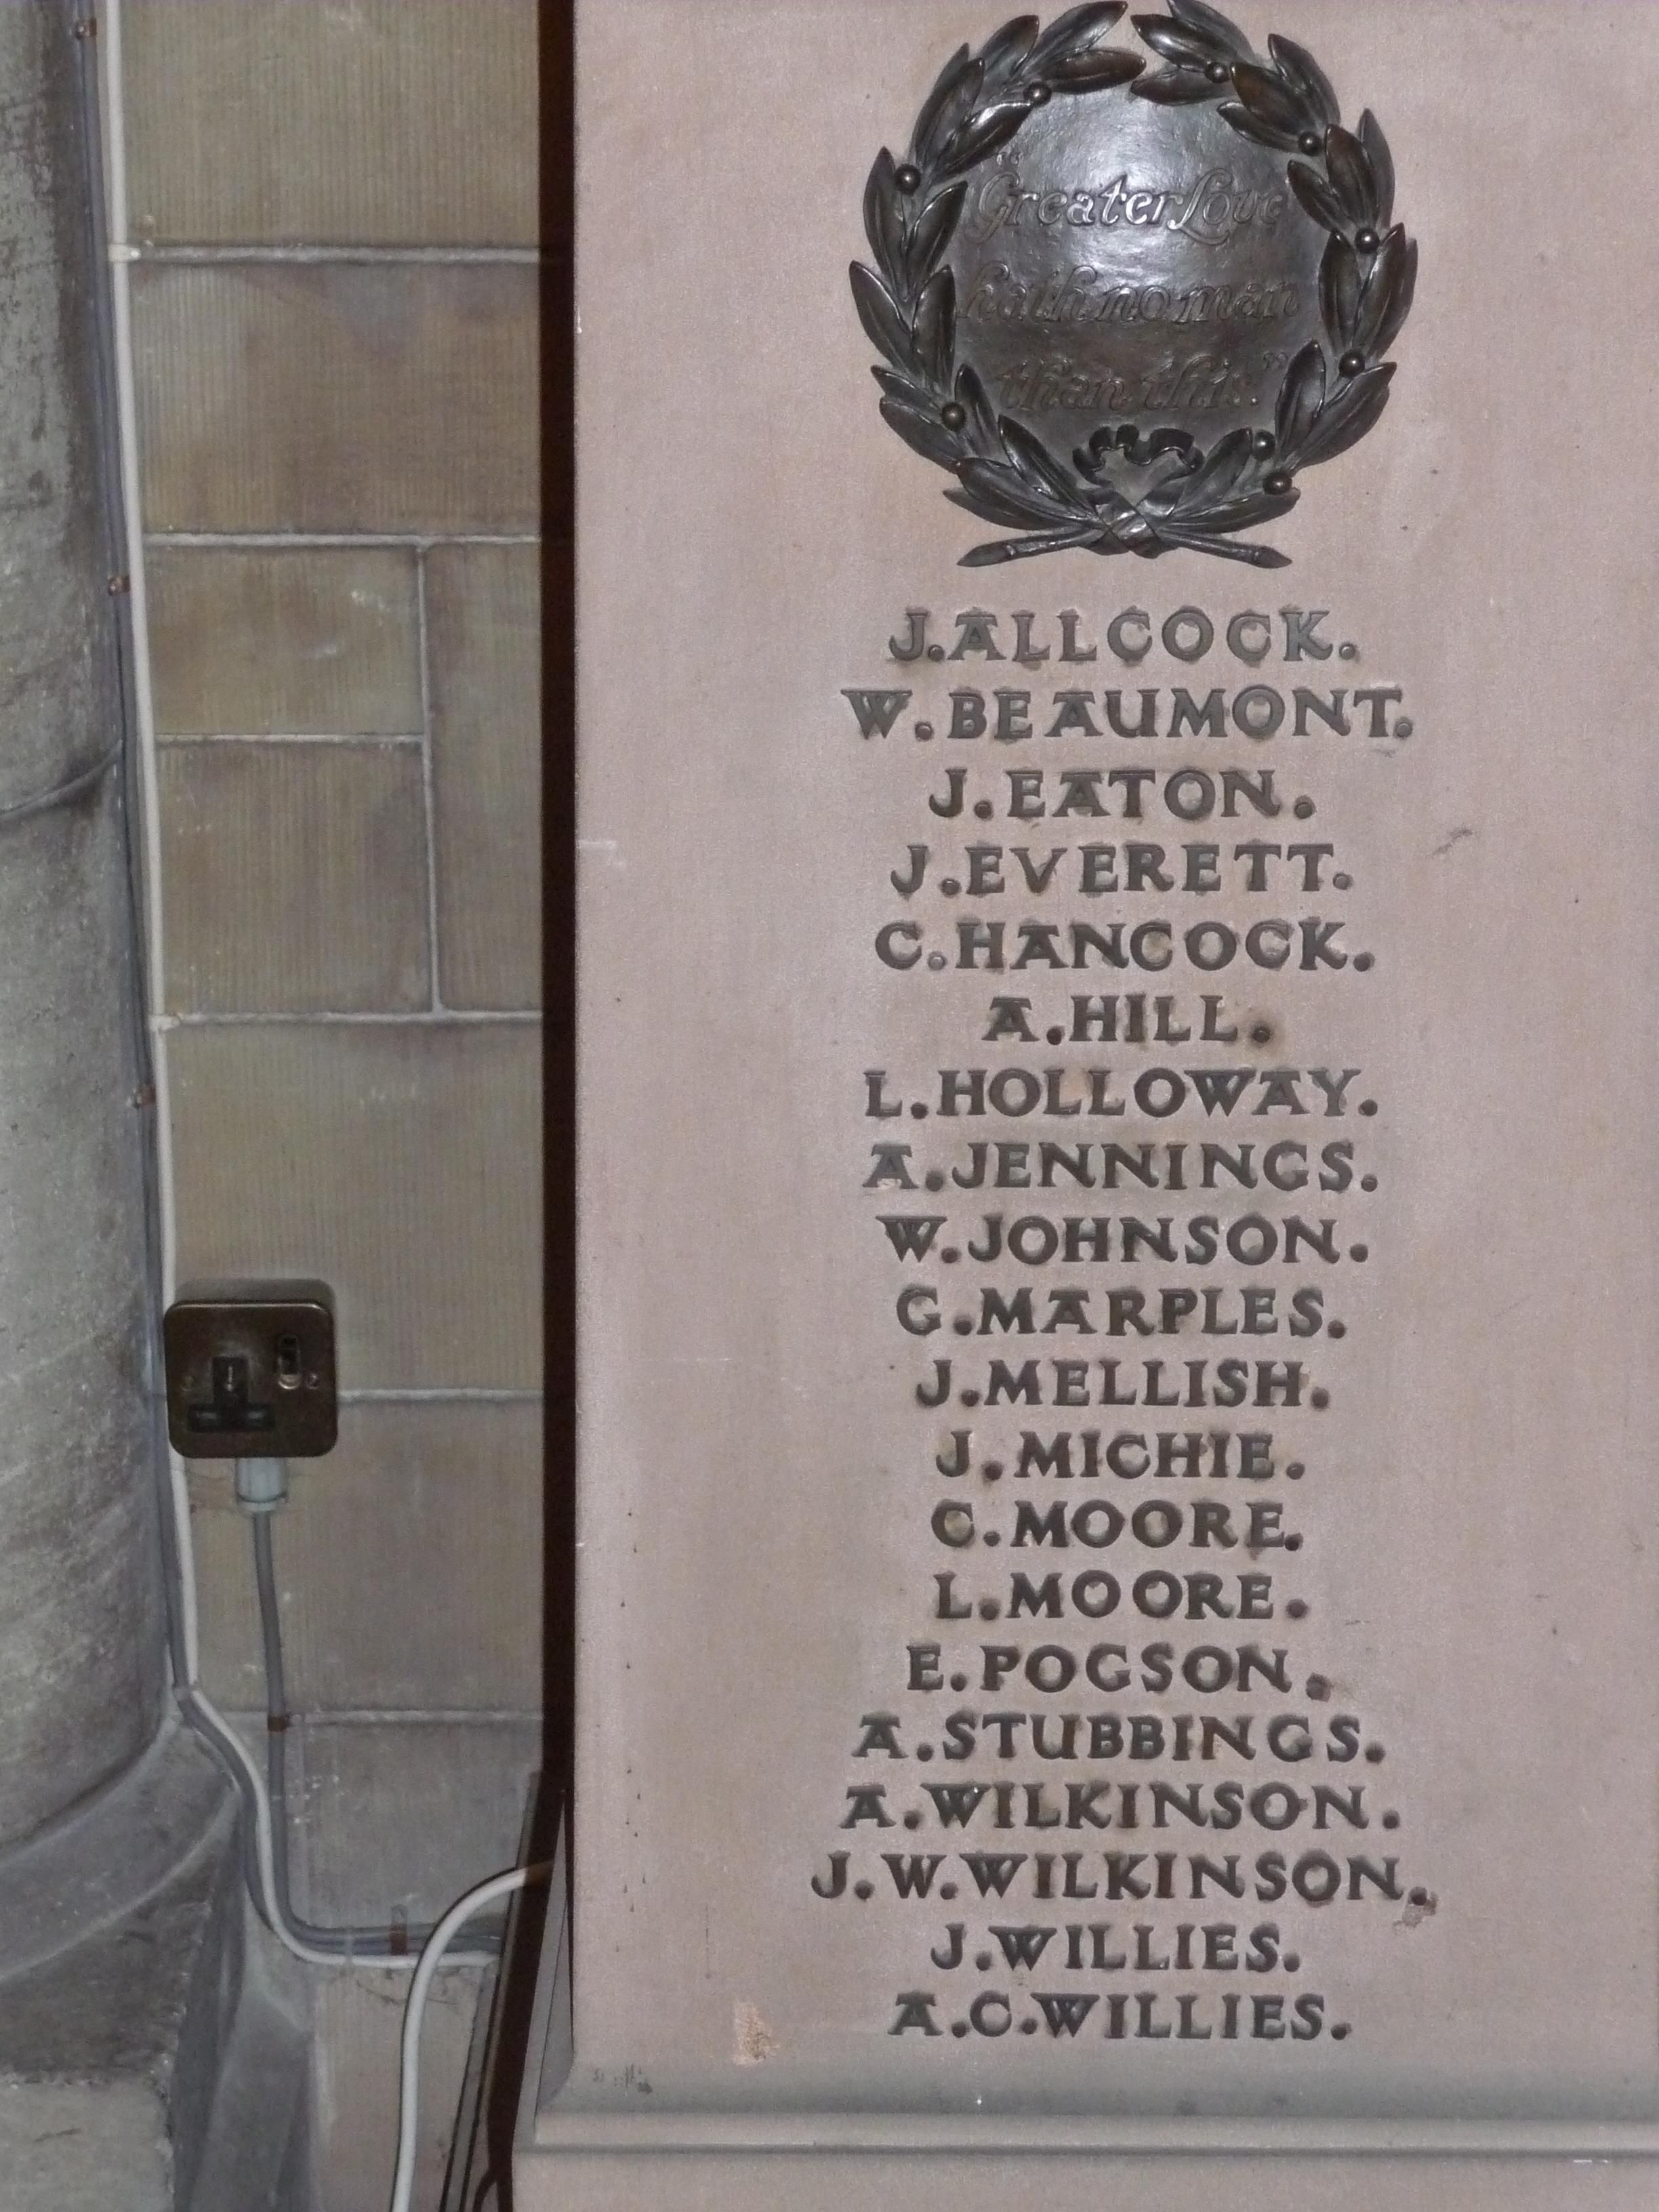 "Greater Love
hath no man
than this."
J. ALLCOCK.
W. BEAUMONT.
J. EATON.
J. EVERETT.
C. HANCOCK.
A. HILL.
L. HOLLOWAY.
A. JENNINGS.
W. JOHNSON.
G. MARPLES.
J. MELLISH.
J. MICHIE.
C. MOORE.
L. MOORE.
E. POGSON.
A. STUBBINGS.
A. WILKINSON.
J. W. WILKINSON.
J. WILLIES.
A. C. WILLIES.